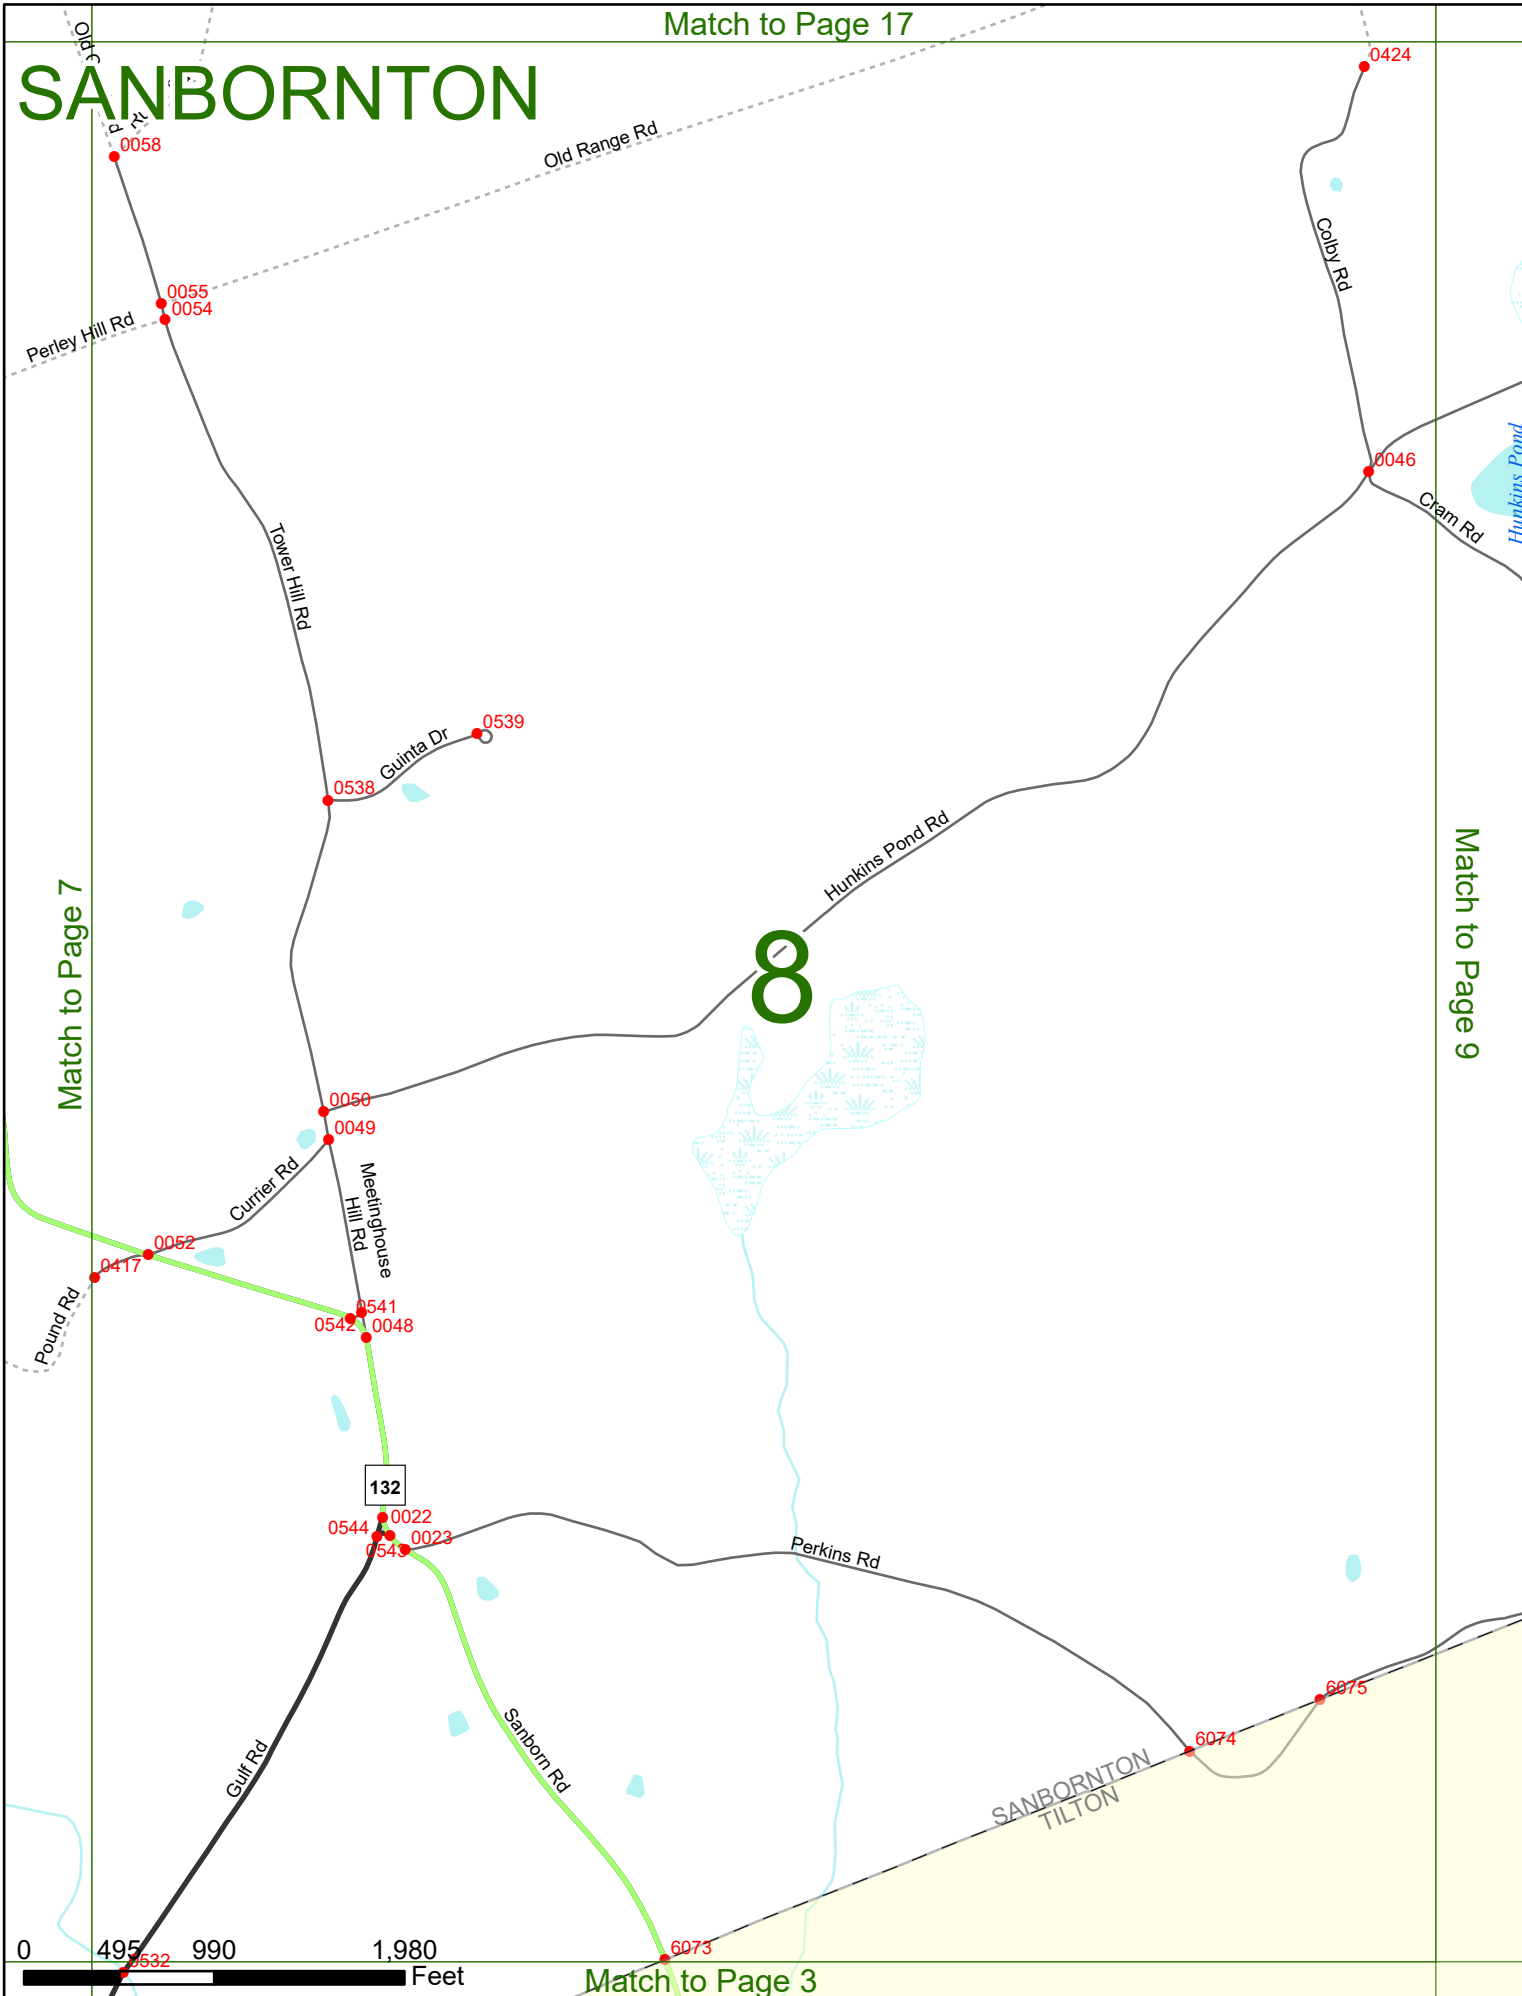 Match to Page 17
SANBORNTON
Old
0424
0058
Old Range Rd
Colby Rd
0055
0054
Perley Hill Rd
0046
Cram Rd
Hunkins Pond
Tower Hill Rd
0539
Guinta Dr
0538
Hunkins Pond Rd
Match to Page 7
8
Match to Page 9
0050
0049
Currier Rd
Meetinghouse
Hill Rd
0052
0417
Pound Rd
0541
0542
0048
132
0022
0544
0543
0023
Perkins Rd
Gulf Rd
Sanborn Rd
6075
6074
SANBORNTON
TILTON
6073
0 495 990 1,980
0532
Feet
Match to Page 3